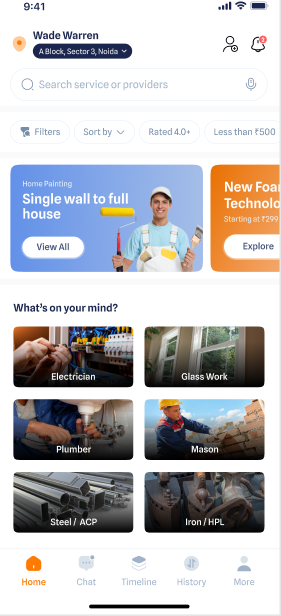 9:41
Wade Warren
A Block, Sector 3, Noida
2
Search service or providers
Filters
Sort by
Rated 4.0+
Less than ₹500
Home Painting
Single wall to full
house
View All
New Foa
Technolo
Starting at ₹299
Explore
What's on your mind?
Electrician
Glass Work
Plumber
Mason
Steel / ACP
Iron / HPL
Home
Chat
Timeline
History
More